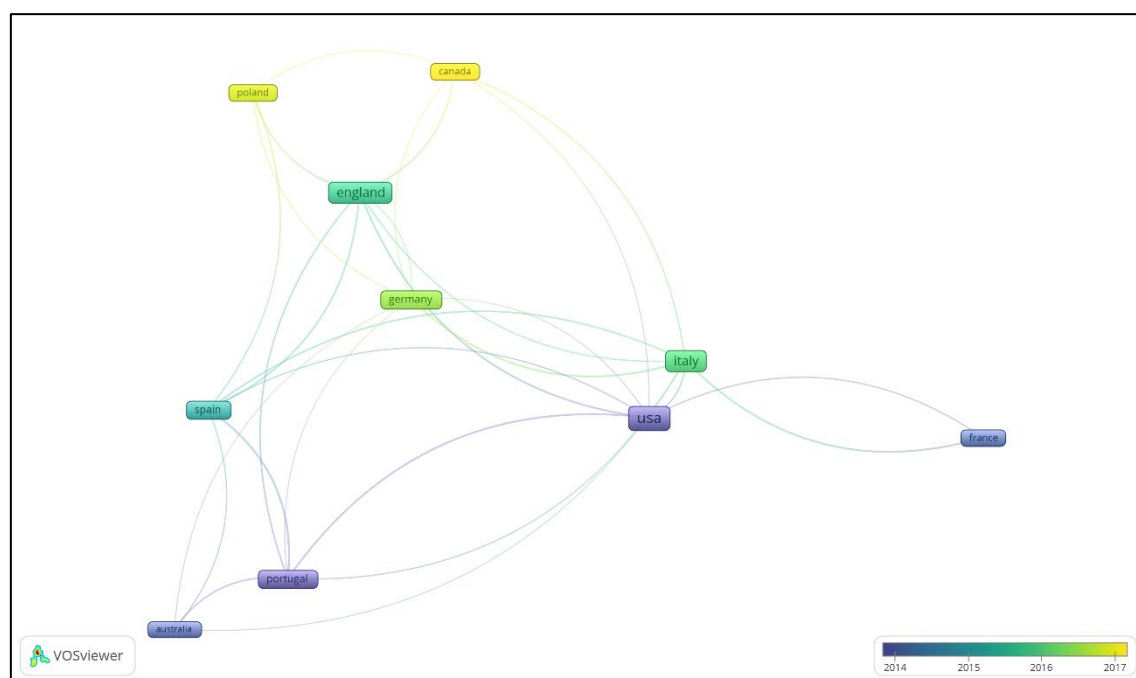 canada
poland
england
germany
italy
spain
usa
france
portugal
australia
VOSviewer
2014 2015 2016 2017